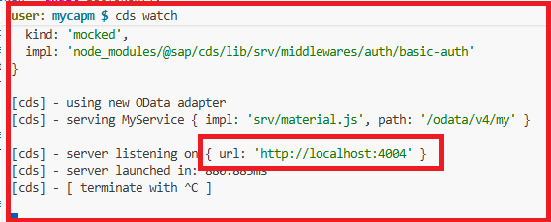 user: mycapm $ cds watch
kind: 'mocked',
impl: 'node_modules/@sap/cds/lib/srv/middlewares/auth/basic-auth'
}
[cds] - using new OData adapter
[cds] - serving MyService { impl: 'srv/material.js', path: '/odata/v4/my' }
[cds] - server listening on { url: 'http://localhost:4004' }
[cds] - server launched in: 886.885ms
[cds] - [ terminate with ^C ]